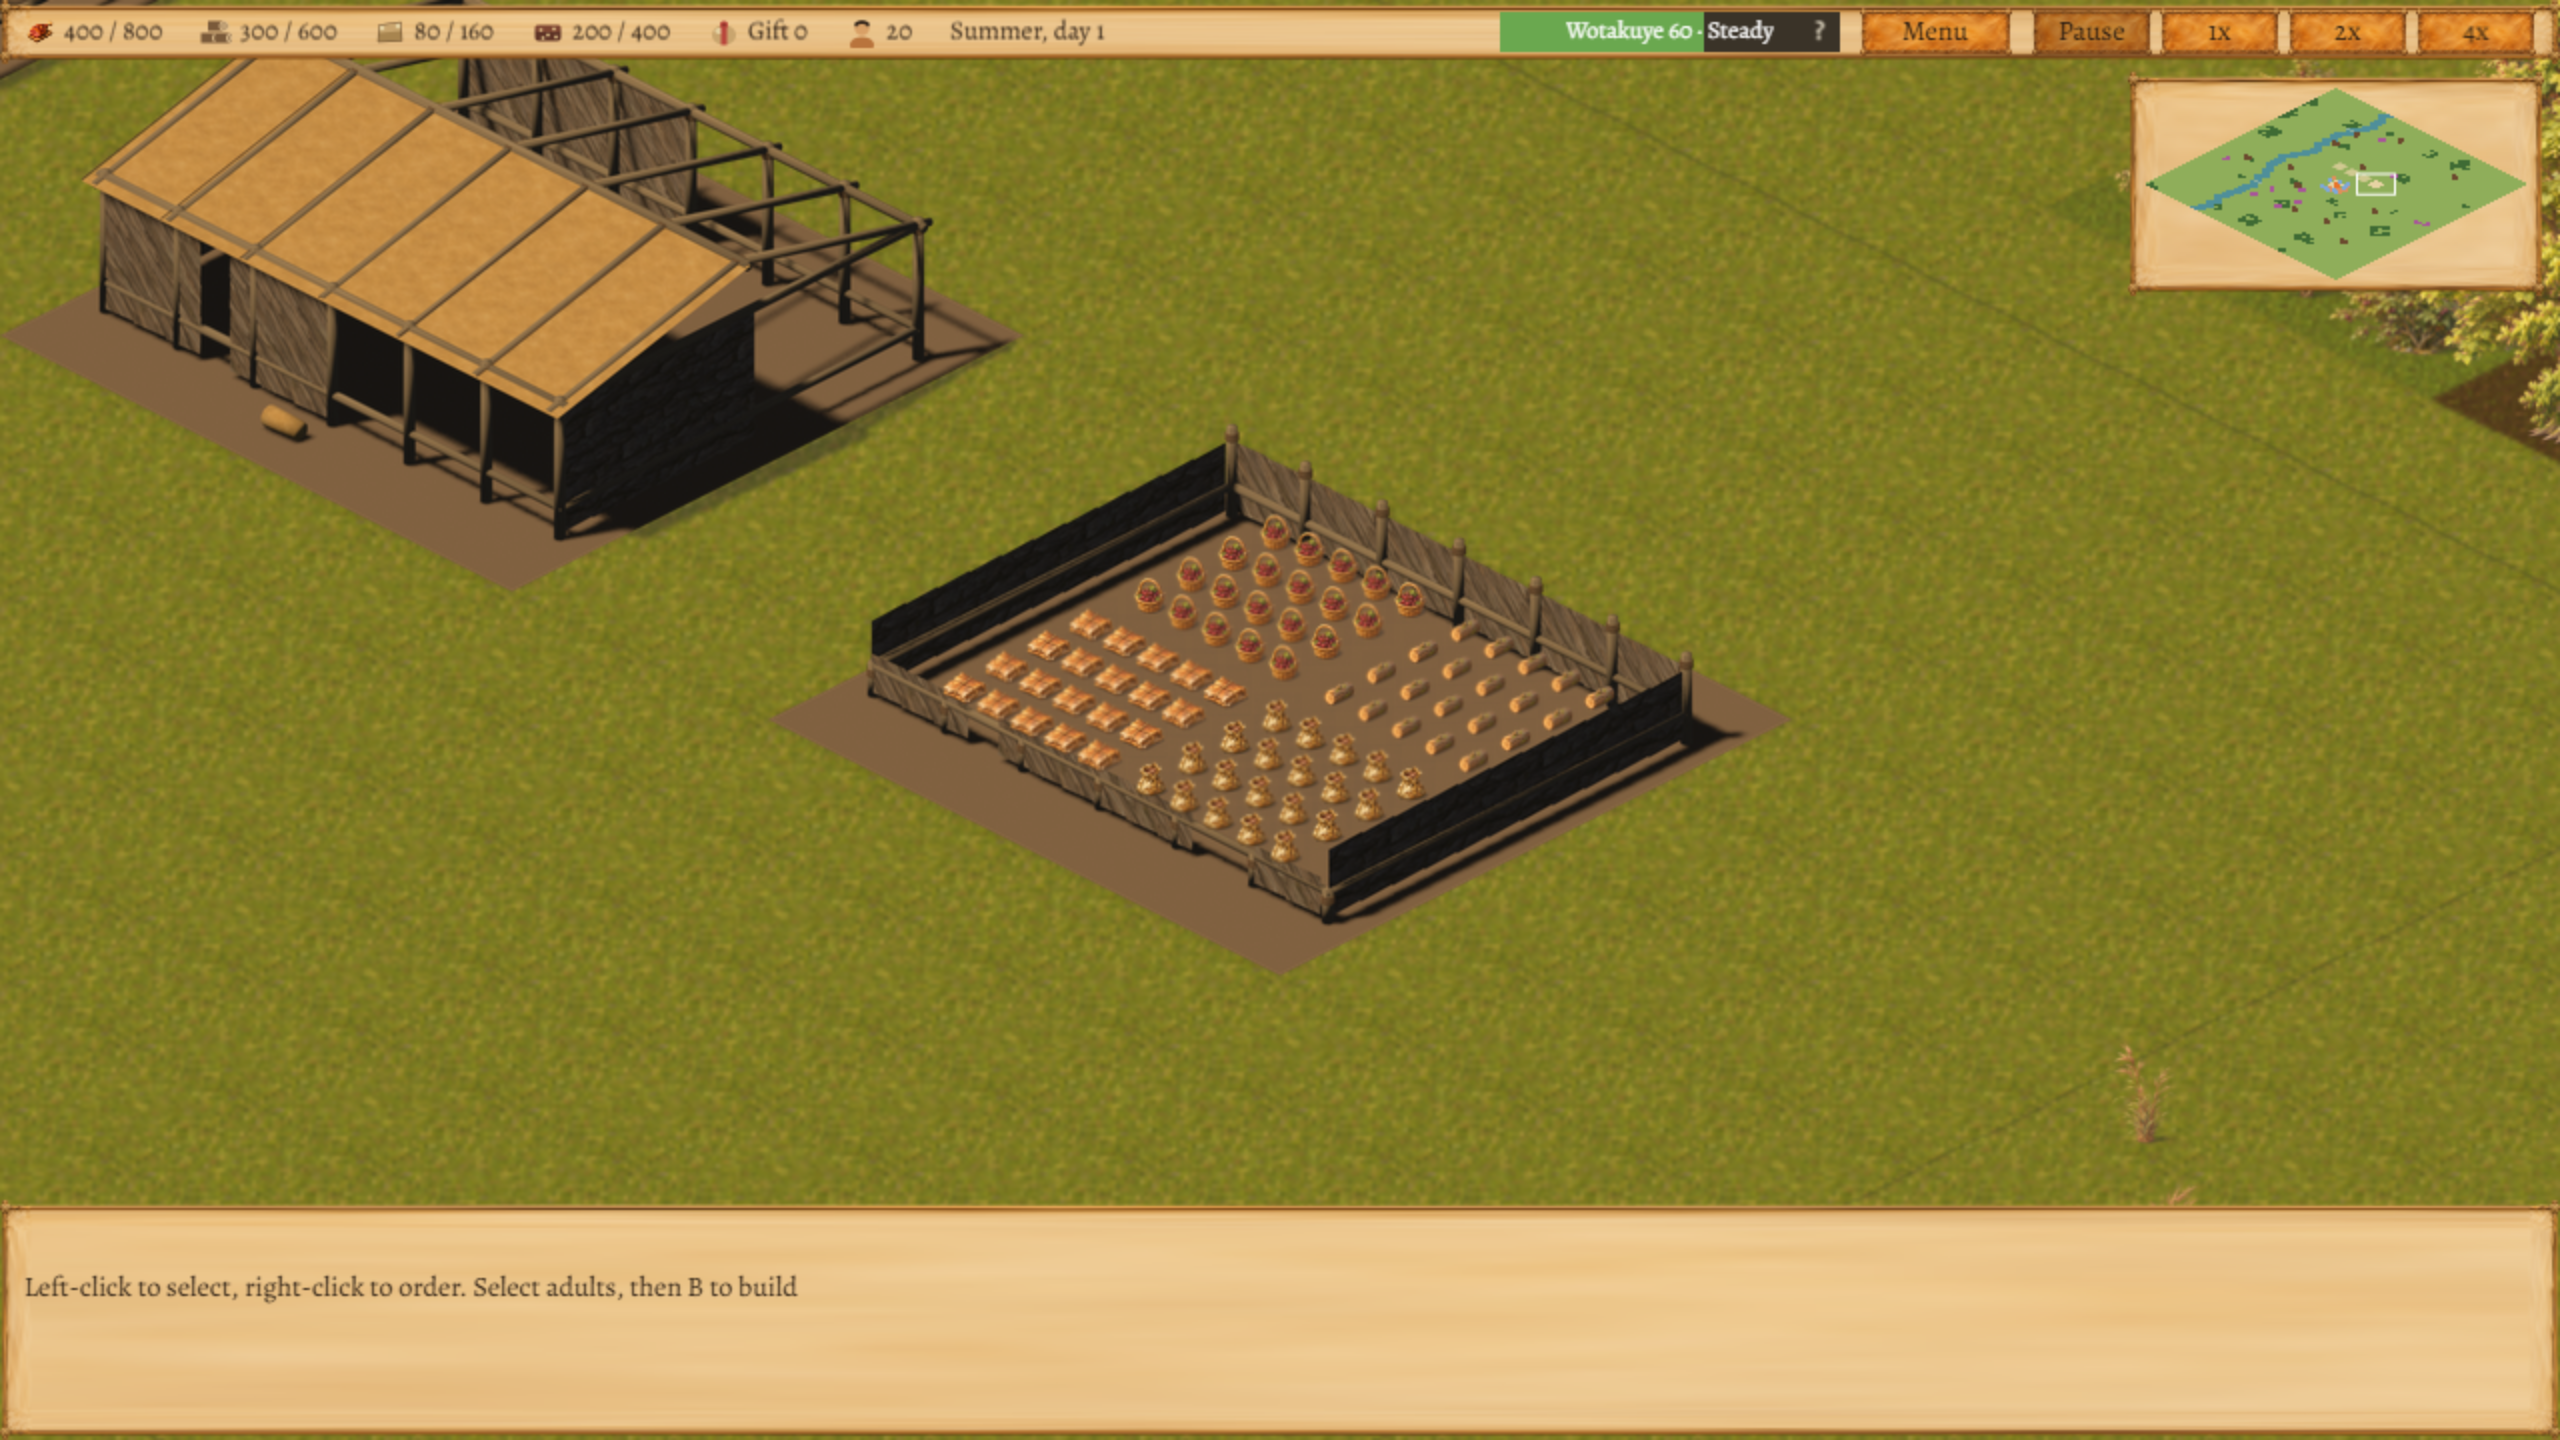 400 / 800 300 / 600 80 / 160 200 / 400 Gift 0 20 Summer, day 1 Wotakuye 60 · Steady ? Menu Pause 1x 2x 4x
Left-click to select, right-click to order. Select adults, then B to build